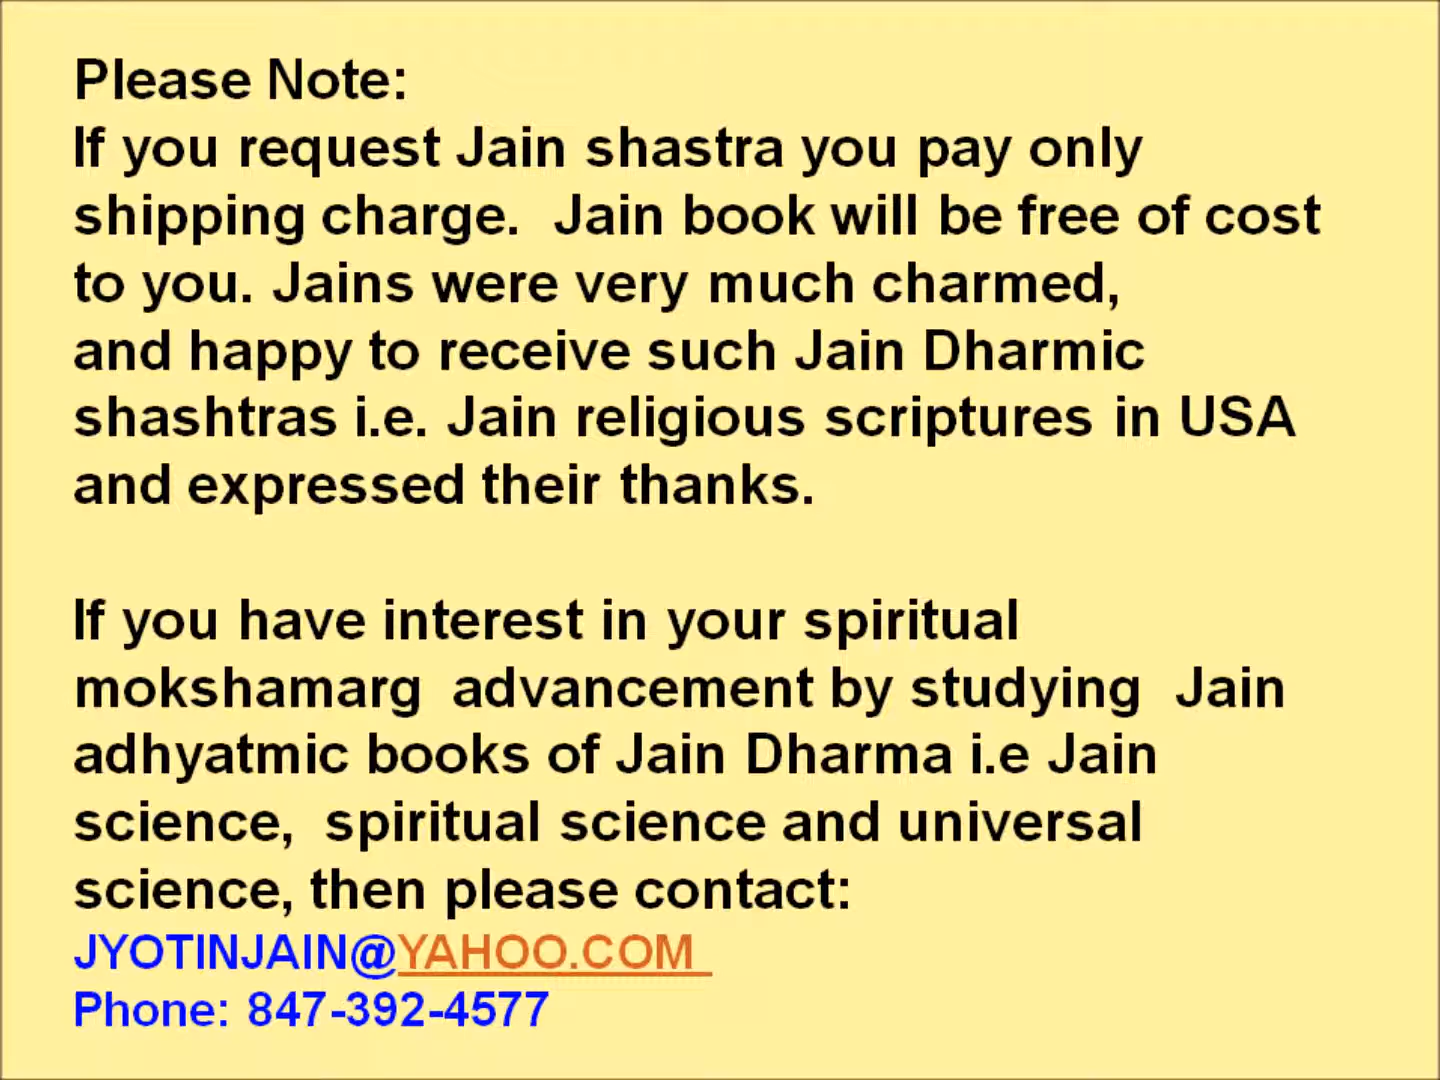 Please Note:
If you request Jain shastra you pay only
shipping charge.  Jain book will be free of cost
to you. Jains were very much charmed,
and happy to receive such Jain Dharmic
shashtras i.e. Jain religious scriptures in USA
and expressed their thanks.
If you have interest in your spiritual
mokshamarg  advancement by studying  Jain
adhyatmic books of Jain Dharma i.e Jain
science,  spiritual science and universal
science, then please contact:
JYOTINJAIN@YAHOO.COM
Phone: 847-392-4577